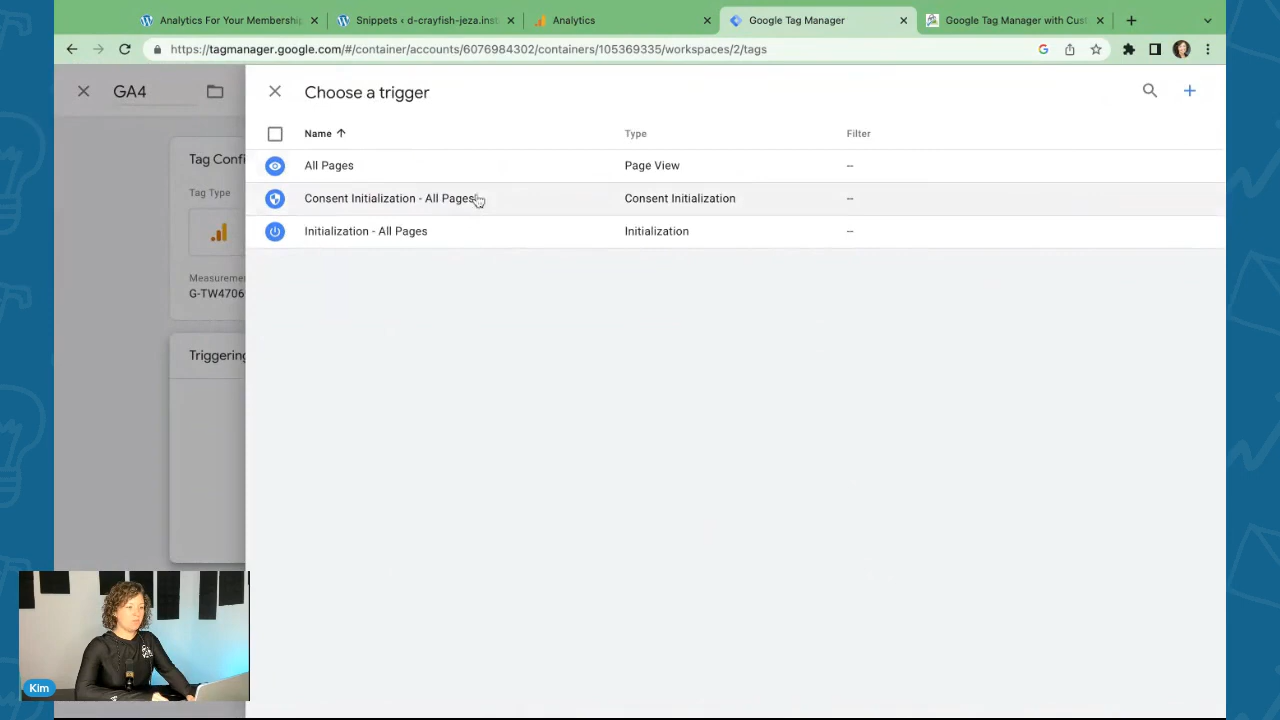 Analytics For Your Membership
Snippets ‹ d-crayfish-jeza.inst
Analytics
Google Tag Manager
Google Tag Manager with Cust
https://tagmanager.google.com/#/container/accounts/6076984302/containers/105369335/workspaces/2/tags
GA4
Choose a trigger
Name
Type
Filter
All Pages
Page View
--
Consent Initialization - All Pages
Consent Initialization
--
Initialization - All Pages
Initialization
--
Tag Confi
Tag Type
Measureme
G-TW4706
Triggering
Kim